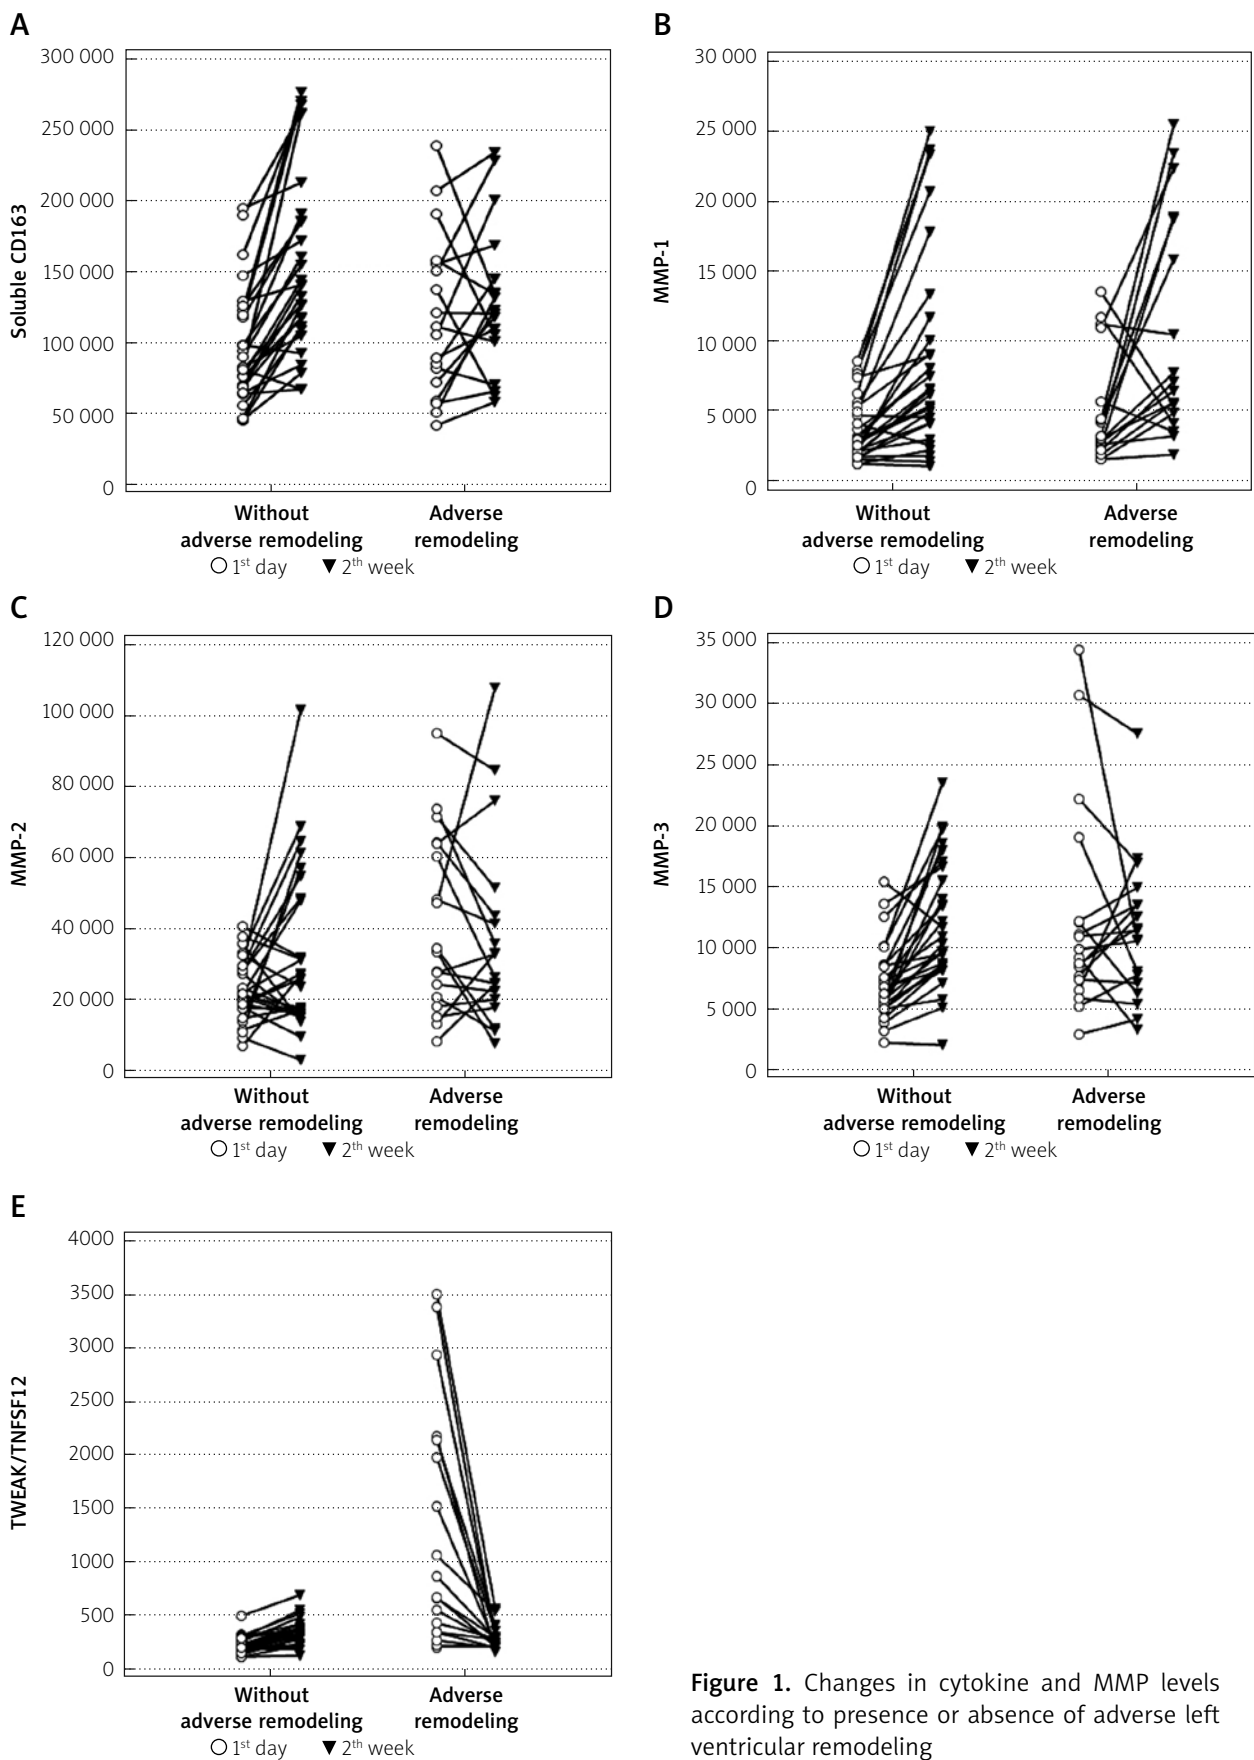 A
300 000
250 000
200 000
150 000
100 000
50 000
0
Soluble CD163
Without
adverse remodeling
Adverse
remodeling
1st day
2th week
B
30 000
25 000
20 000
15 000
10 000
5 000
0
MMP-1
Without
adverse remodeling
Adverse
remodeling
1st day
2th week
C
120 000
100 000
80 000
60 000
40 000
20 000
0
MMP-2
Without
adverse remodeling
Adverse
remodeling
1st day
2th week
D
35 000
30 000
25 000
20 000
15 000
10 000
5 000
0
MMP-3
Without
adverse remodeling
Adverse
remodeling
1st day
2th week
E
4000
3500
3000
2500
2000
1500
1000
500
0
TWEAK/TNFSF12
Without
adverse remodeling
Adverse
remodeling
1st day
2th week
Figure 1. Changes in cytokine and MMP levels
according to presence or absence of adverse left
ventricular remodeling